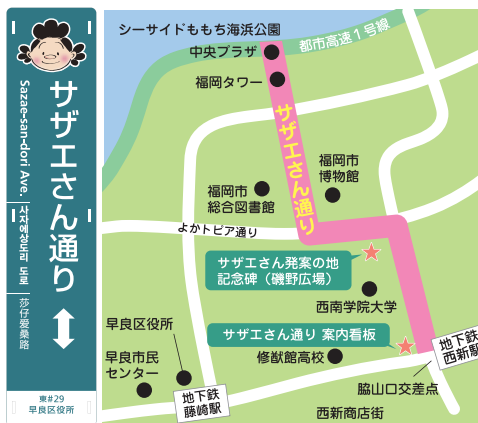 サザエさん通り
Sazae-san-dori Ave.
사자에상도리 도로
莎仔爱桑路
東#29
早良区役所
シーサイドももち海浜公園
中央プラザ
都市高速1号線
福岡タワー
サザエさん通り
福岡市
博物館
福岡市
総合図書館
よかトピア通り
サザエさん発案の地
記念碑（磯野広場）
西南学院大学
早良区役所
サザエさん通り 案内看板
地下鉄
西新駅
早良市民
センター
修猷館高校
地下鉄
藤崎駅
脇山口交差点
西新商店街